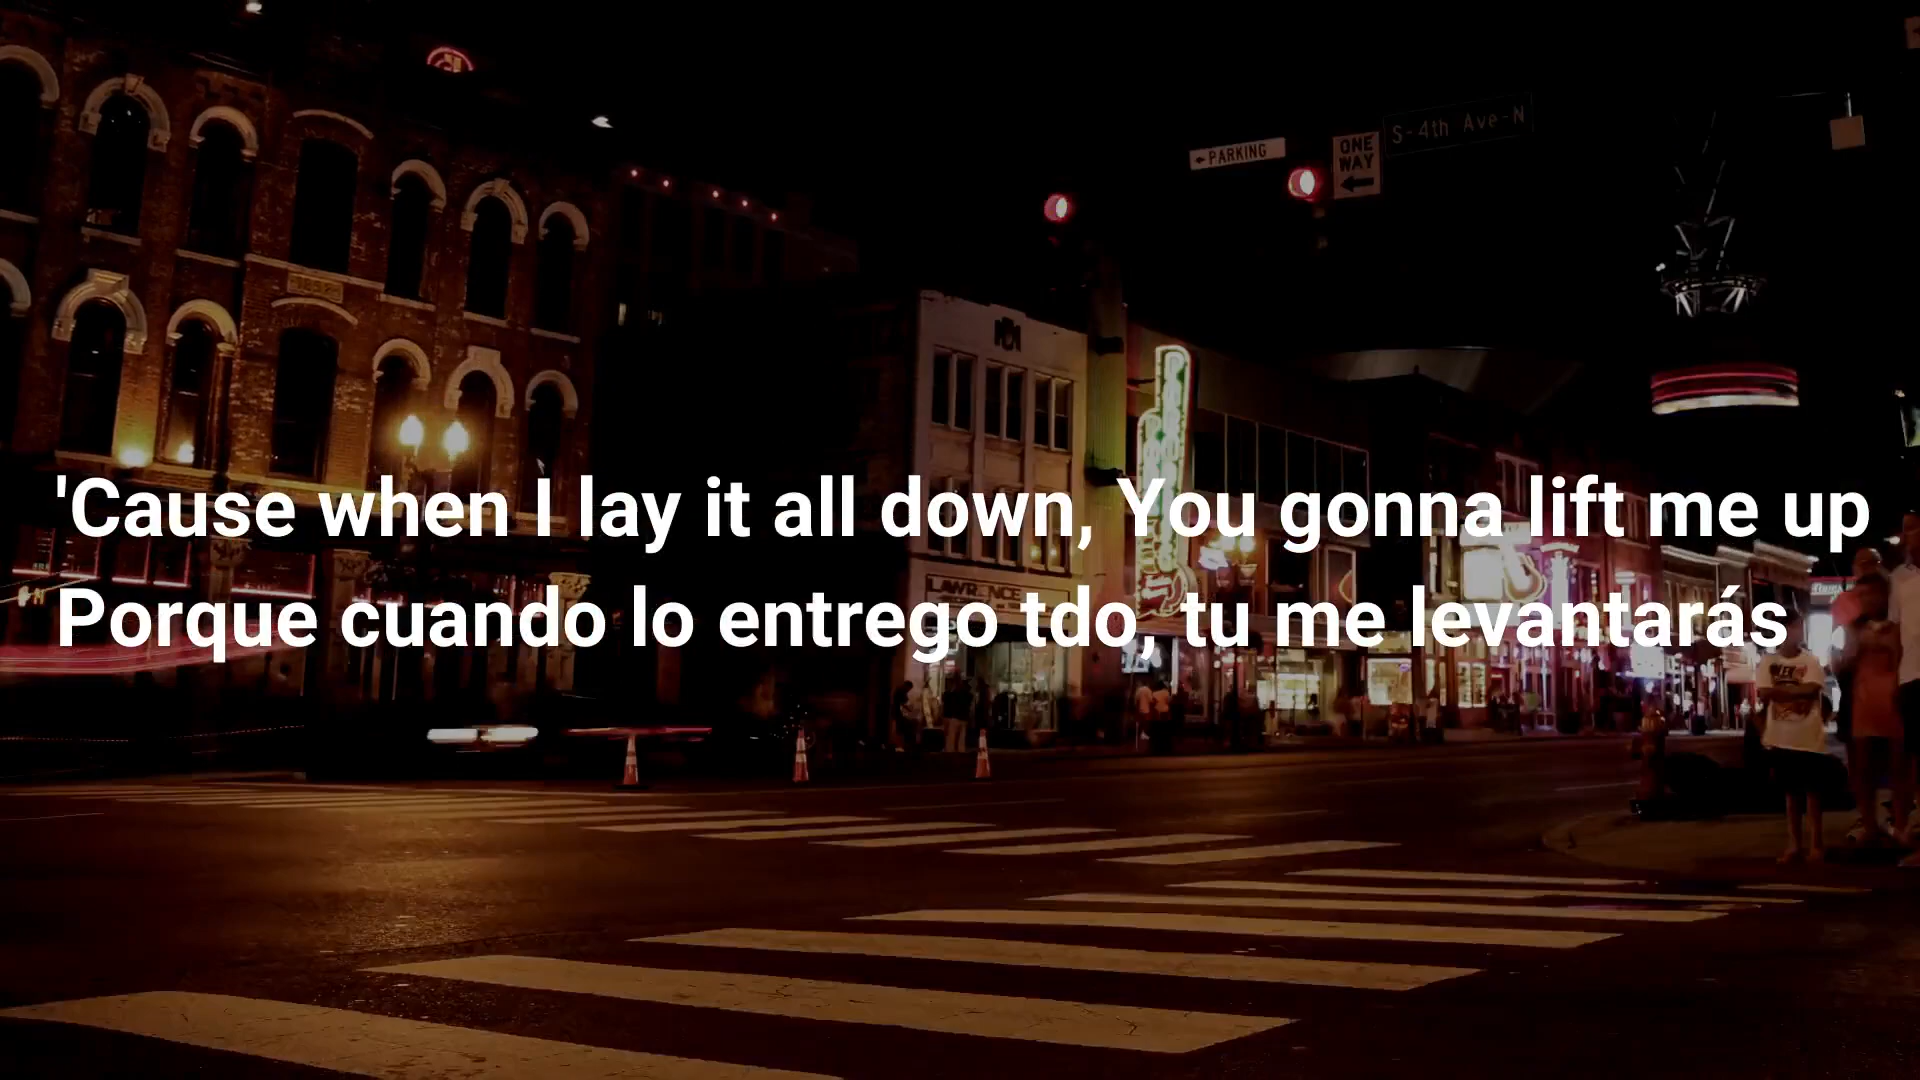 S-4th Ave-N
ONE
WAY
PARKING
'Cause when I lay it all down, You gonna lift me up
LAWRENCE
Porque cuando lo entrego tdo, tu me levantarás